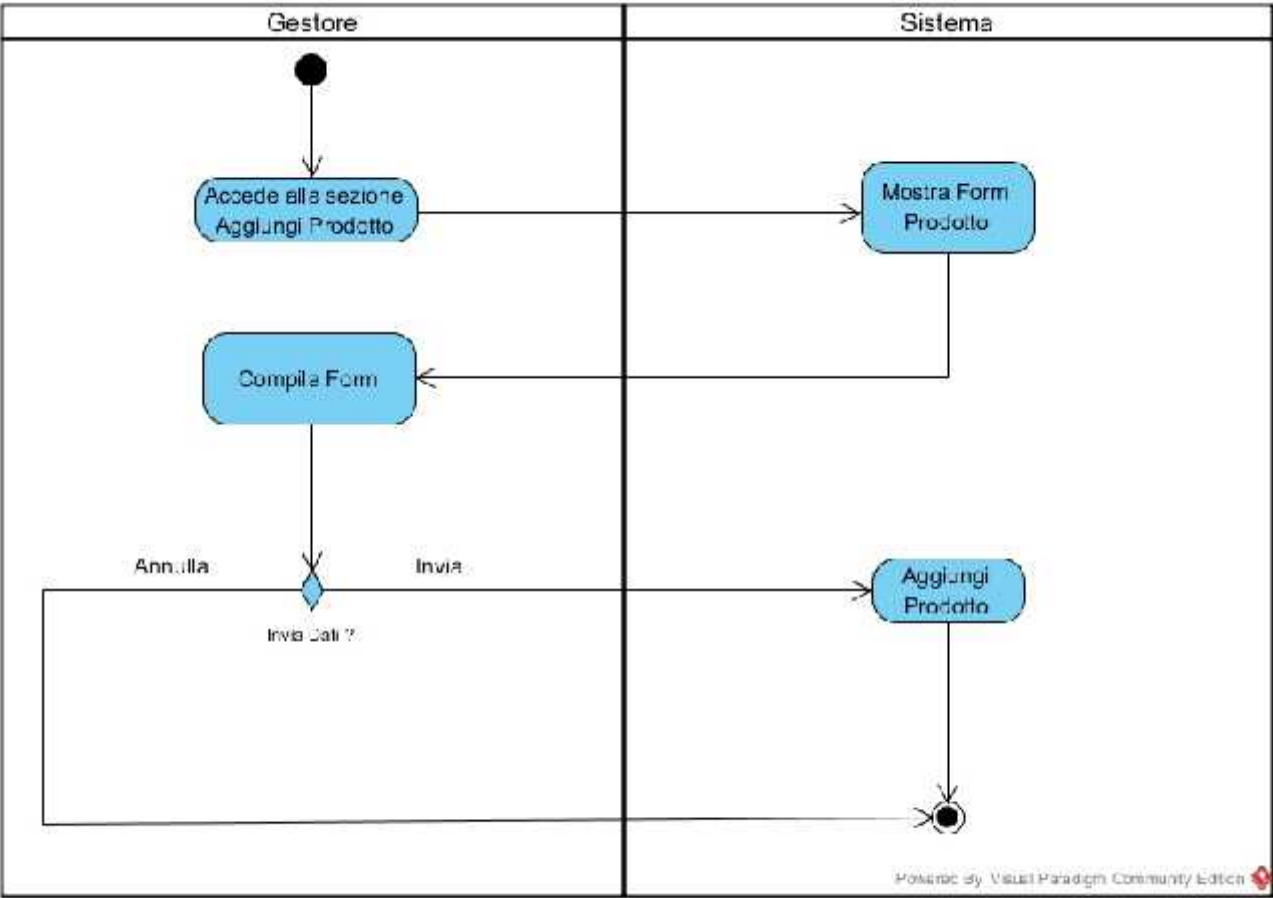 Gestore
Sistema
Accede alla sezione
Aggiungi Prodotto
Mostra Form
Prodotto
Compila Form
Annulla
Invia
Invia Dati ?
Aggiungi
Prodotto
Powered By Visual Paradigm Community Edition